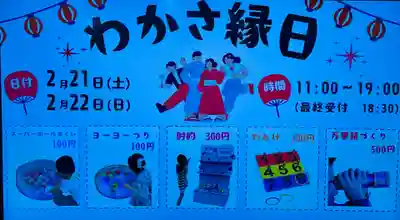 わかさ縁日
日付
2月21日(土)
2月22日(日)
時間
11:00～19:00
(最終受付 18:30)
スーパーボールすくい
100円
ヨーヨーつり
100円
射的 300円
万華鏡づくり
500円